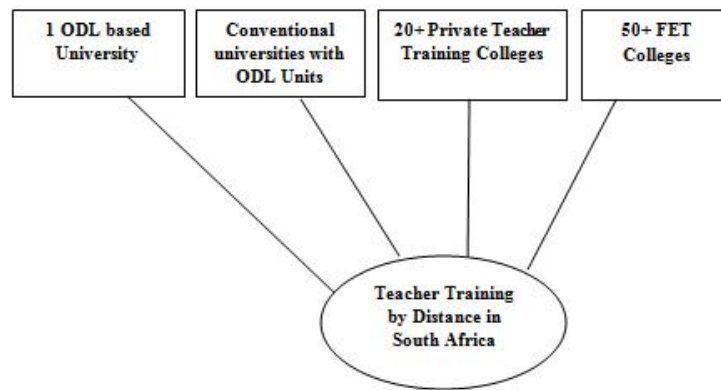 1 ODL based
University
Conventional
universities with
ODL Units
20+ Private Teacher
Training Colleges
50+ FET
Colleges
Teacher Training
by Distance in
South Africa